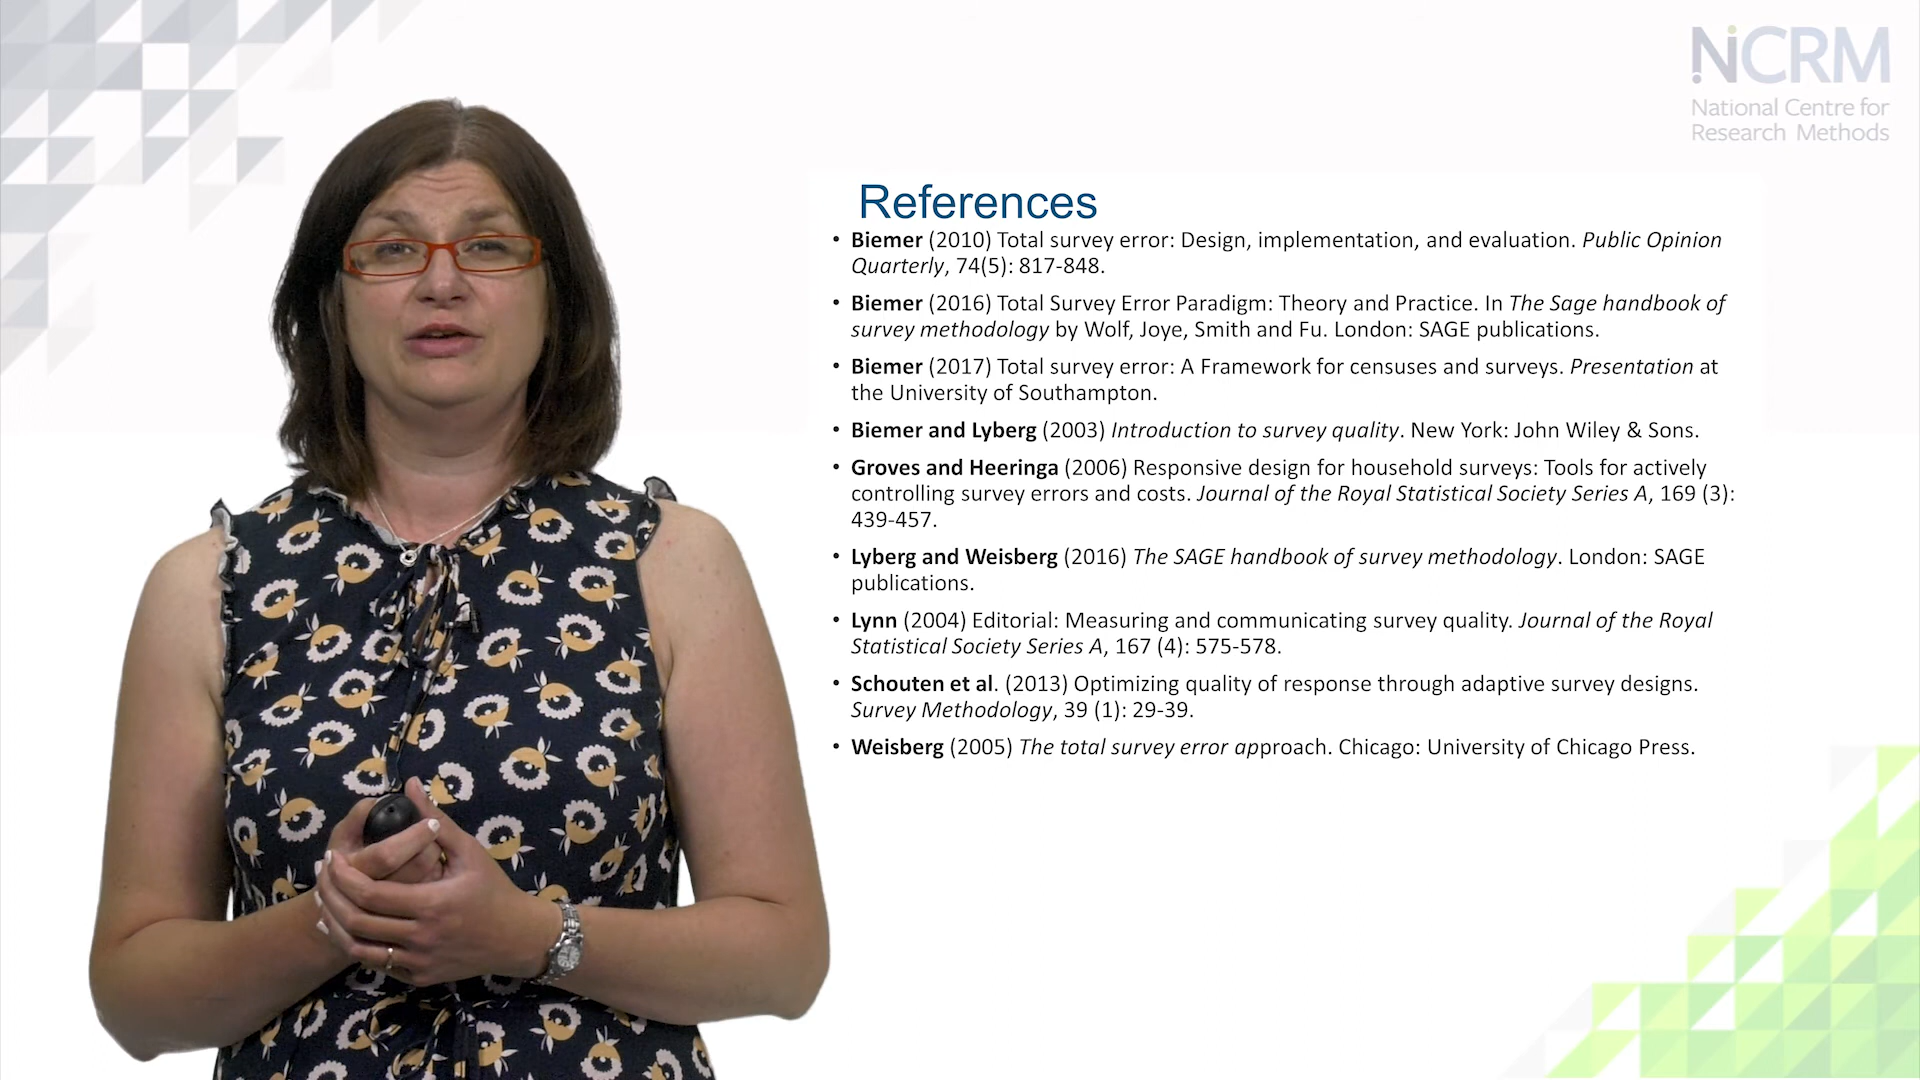 NCRM
National Centre for
Research Methods
References
• Biemer (2010) Total survey error: Design, implementation, and evaluation. Public Opinion
Quarterly, 74(5): 817-848.
• Biemer (2016) Total Survey Error Paradigm: Theory and Practice. In The Sage handbook of
survey methodology by Wolf, Joye, Smith and Fu. London: SAGE publications.
• Biemer (2017) Total survey error: A Framework for censuses and surveys. Presentation at
the University of Southampton.
• Biemer and Lyberg (2003) Introduction to survey quality. New York: John Wiley & Sons.
• Groves and Heeringa (2006) Responsive design for household surveys: Tools for actively
controlling survey errors and costs. Journal of the Royal Statistical Society Series A, 169 (3):
439-457.
• Lyberg and Weisberg (2016) The SAGE handbook of survey methodology. London: SAGE
publications.
• Lynn (2004) Editorial: Measuring and communicating survey quality. Journal of the Royal
Statistical Society Series A, 167 (4): 575-578.
• Schouten et al. (2013) Optimizing quality of response through adaptive survey designs.
Survey Methodology, 39 (1): 29-39.
• Weisberg (2005) The total survey error approach. Chicago: University of Chicago Press.